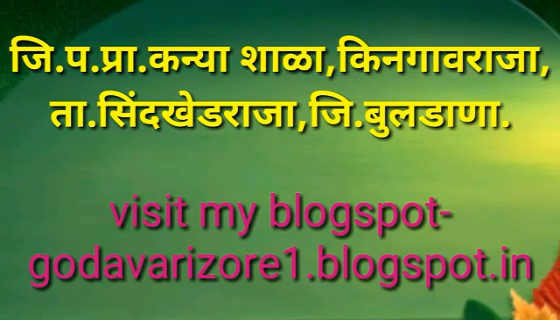 जि.प.प्रा.कन्या शाळा,किनगावराजा,
ता.सिंदखेडराजा,जि.बुलडाणा.
visit my blogspot-
godavarizore1.blogspot.in